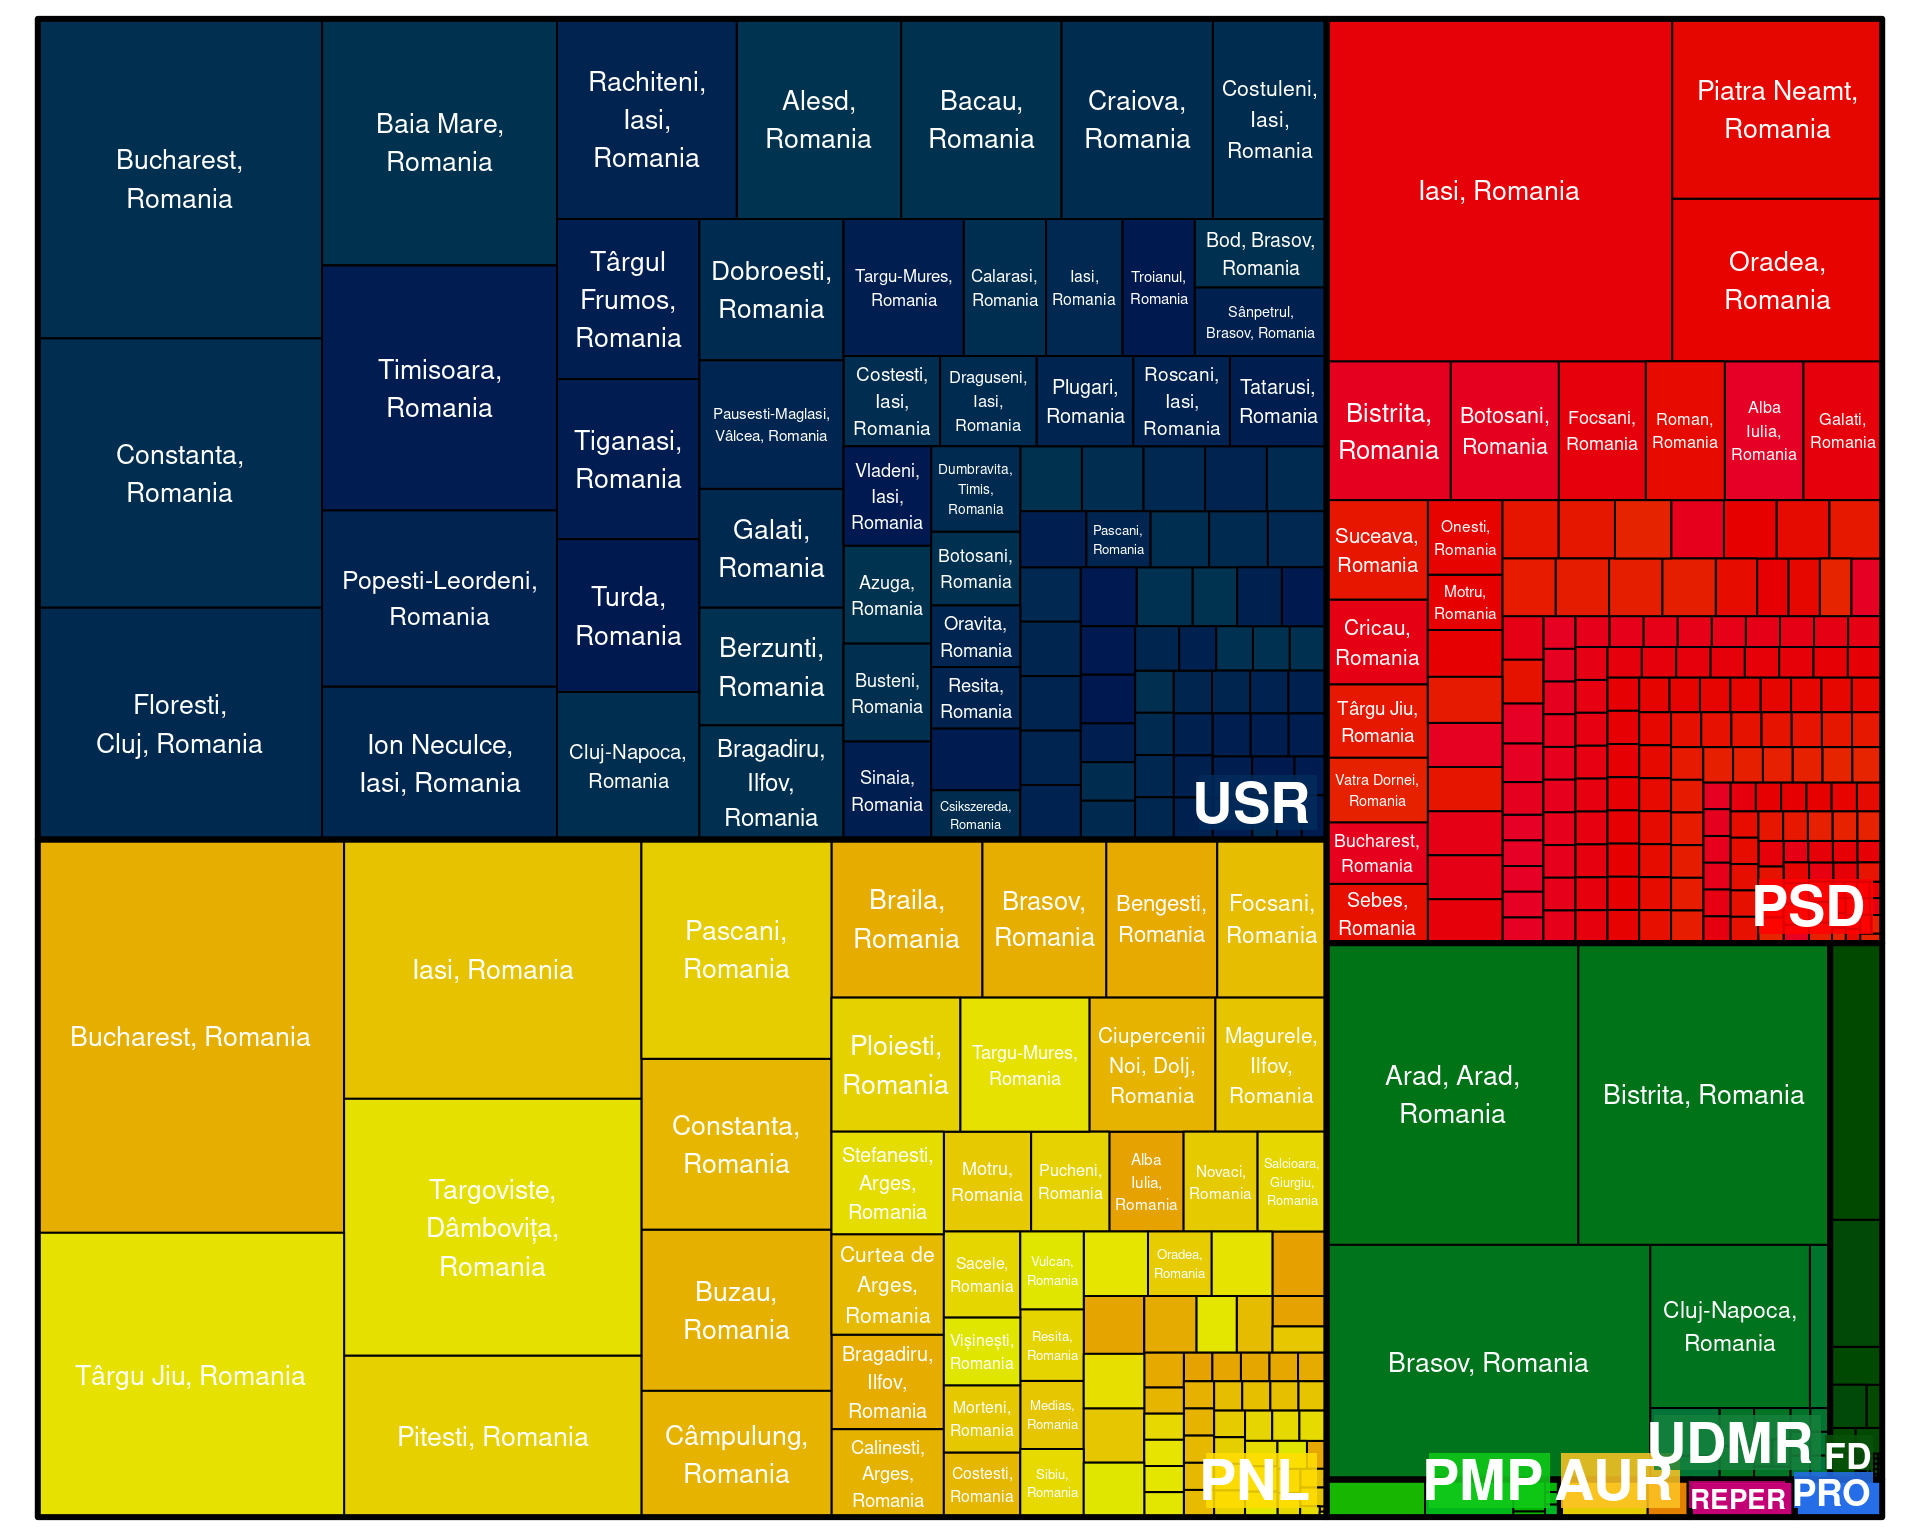 Bucharest,
Romania
Constanta,
Romania
Floresti,
Cluj, Romania
Baia Mare,
Romania
Timisoara,
Romania
Popesti-Leordeni,
Romania
Ion Neculce,
Iasi, Romania
Rachiteni,
Iasi,
Romania
Alesd,
Romania
Bacau,
Romania
Craiova,
Romania
Costuleni,
Iasi,
Romania
Târgul
Frumos,
Romania
Tiganasi,
Romania
Turda,
Romania
Cluj-Napoca,
Romania
Dobroesti,
Romania
Pausesti-Maglasi,
Vâlcea, Romania
Galati,
Romania
Berzunti,
Romania
Bragadiru,
Ilfov,
Romania
Targu-Mures,
Romania
Calarasi,
Romania
Iasi,
Romania
Troianul,
Romania
Bod, Brasov,
Romania
Sânpetrul,
Brasov, Romania
Costesti,
Iasi,
Romania
Draguseni,
Iasi,
Romania
Plugari,
Romania
Roscani,
Iasi,
Romania
Tatarusi,
Romania
Vladeni,
Iasi,
Romania
Azuga,
Romania
Busteni,
Romania
Sinaia,
Romania
Dumbravita,
Timis,
Romania
Botosani,
Romania
Oravita,
Romania
Resita,
Romania
Csikszereda,
Romania
Pascani,
Romania
USR
Iasi, Romania
Piatra Neamt,
Romania
Oradea,
Romania
Bistrita,
Romania
Botosani,
Romania
Focsani,
Romania
Roman,
Romania
Alba
Iulia,
Romania
Galati,
Romania
Suceava,
Romania
Cricau,
Romania
Târgu Jiu,
Romania
Vatra Dornei,
Romania
Bucharest,
Romania
Sebes,
Romania
Onesti,
Romania
Motru,
Romania
PSD
Bucharest, Romania
Târgu Jiu, Romania
Iasi, Romania
Targoviste,
Dâmbovița,
Romania
Pitesti, Romania
Pascani,
Romania
Constanta,
Romania
Buzau,
Romania
Câmpulung,
Romania
Braila,
Romania
Brasov,
Romania
Bengesti,
Romania
Focsani,
Romania
Ploiesti,
Romania
Targu-Mures,
Romania
Ciupercenii
Noi, Dolj,
Romania
Magurele,
Ilfov,
Romania
Stefanesti,
Arges,
Romania
Curtea de
Arges,
Romania
Bragadiru,
Ilfov,
Romania
Calinesti,
Arges,
Romania
Motru,
Romania
Pucheni,
Romania
Alba
Iulia,
Romania
Novaci,
Romania
Salcioara,
Giurgiu,
Romania
Sacele,
Romania
Vișinești,
Romania
Morteni,
Romania
Costesti,
Romania
Vulcan,
Romania
Resita,
Romania
Medias,
Romania
Sibiu,
Romania
Oradea,
Romania
PNL
Arad, Arad,
Romania
Bistrita, Romania
Brasov, Romania
Cluj-Napoca,
Romania
UDMR
FD
PMP
AUR
REPER
PRO